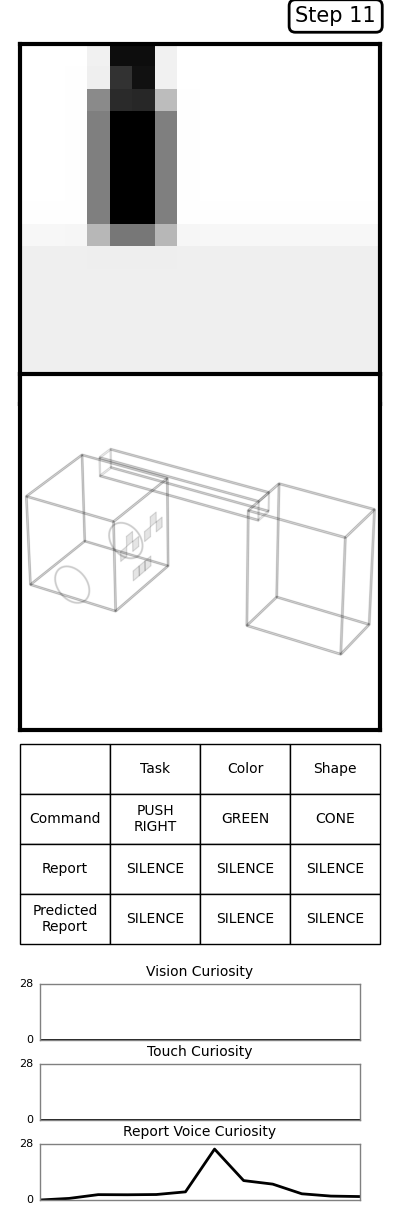 Step 11
Task Color Shape
Command PUSH RIGHT GREEN CONE
Report SILENCE SILENCE SILENCE
Predicted Report SILENCE SILENCE SILENCE
Vision Curiosity
28
0
Touch Curiosity
28
0
Report Voice Curiosity
28
0